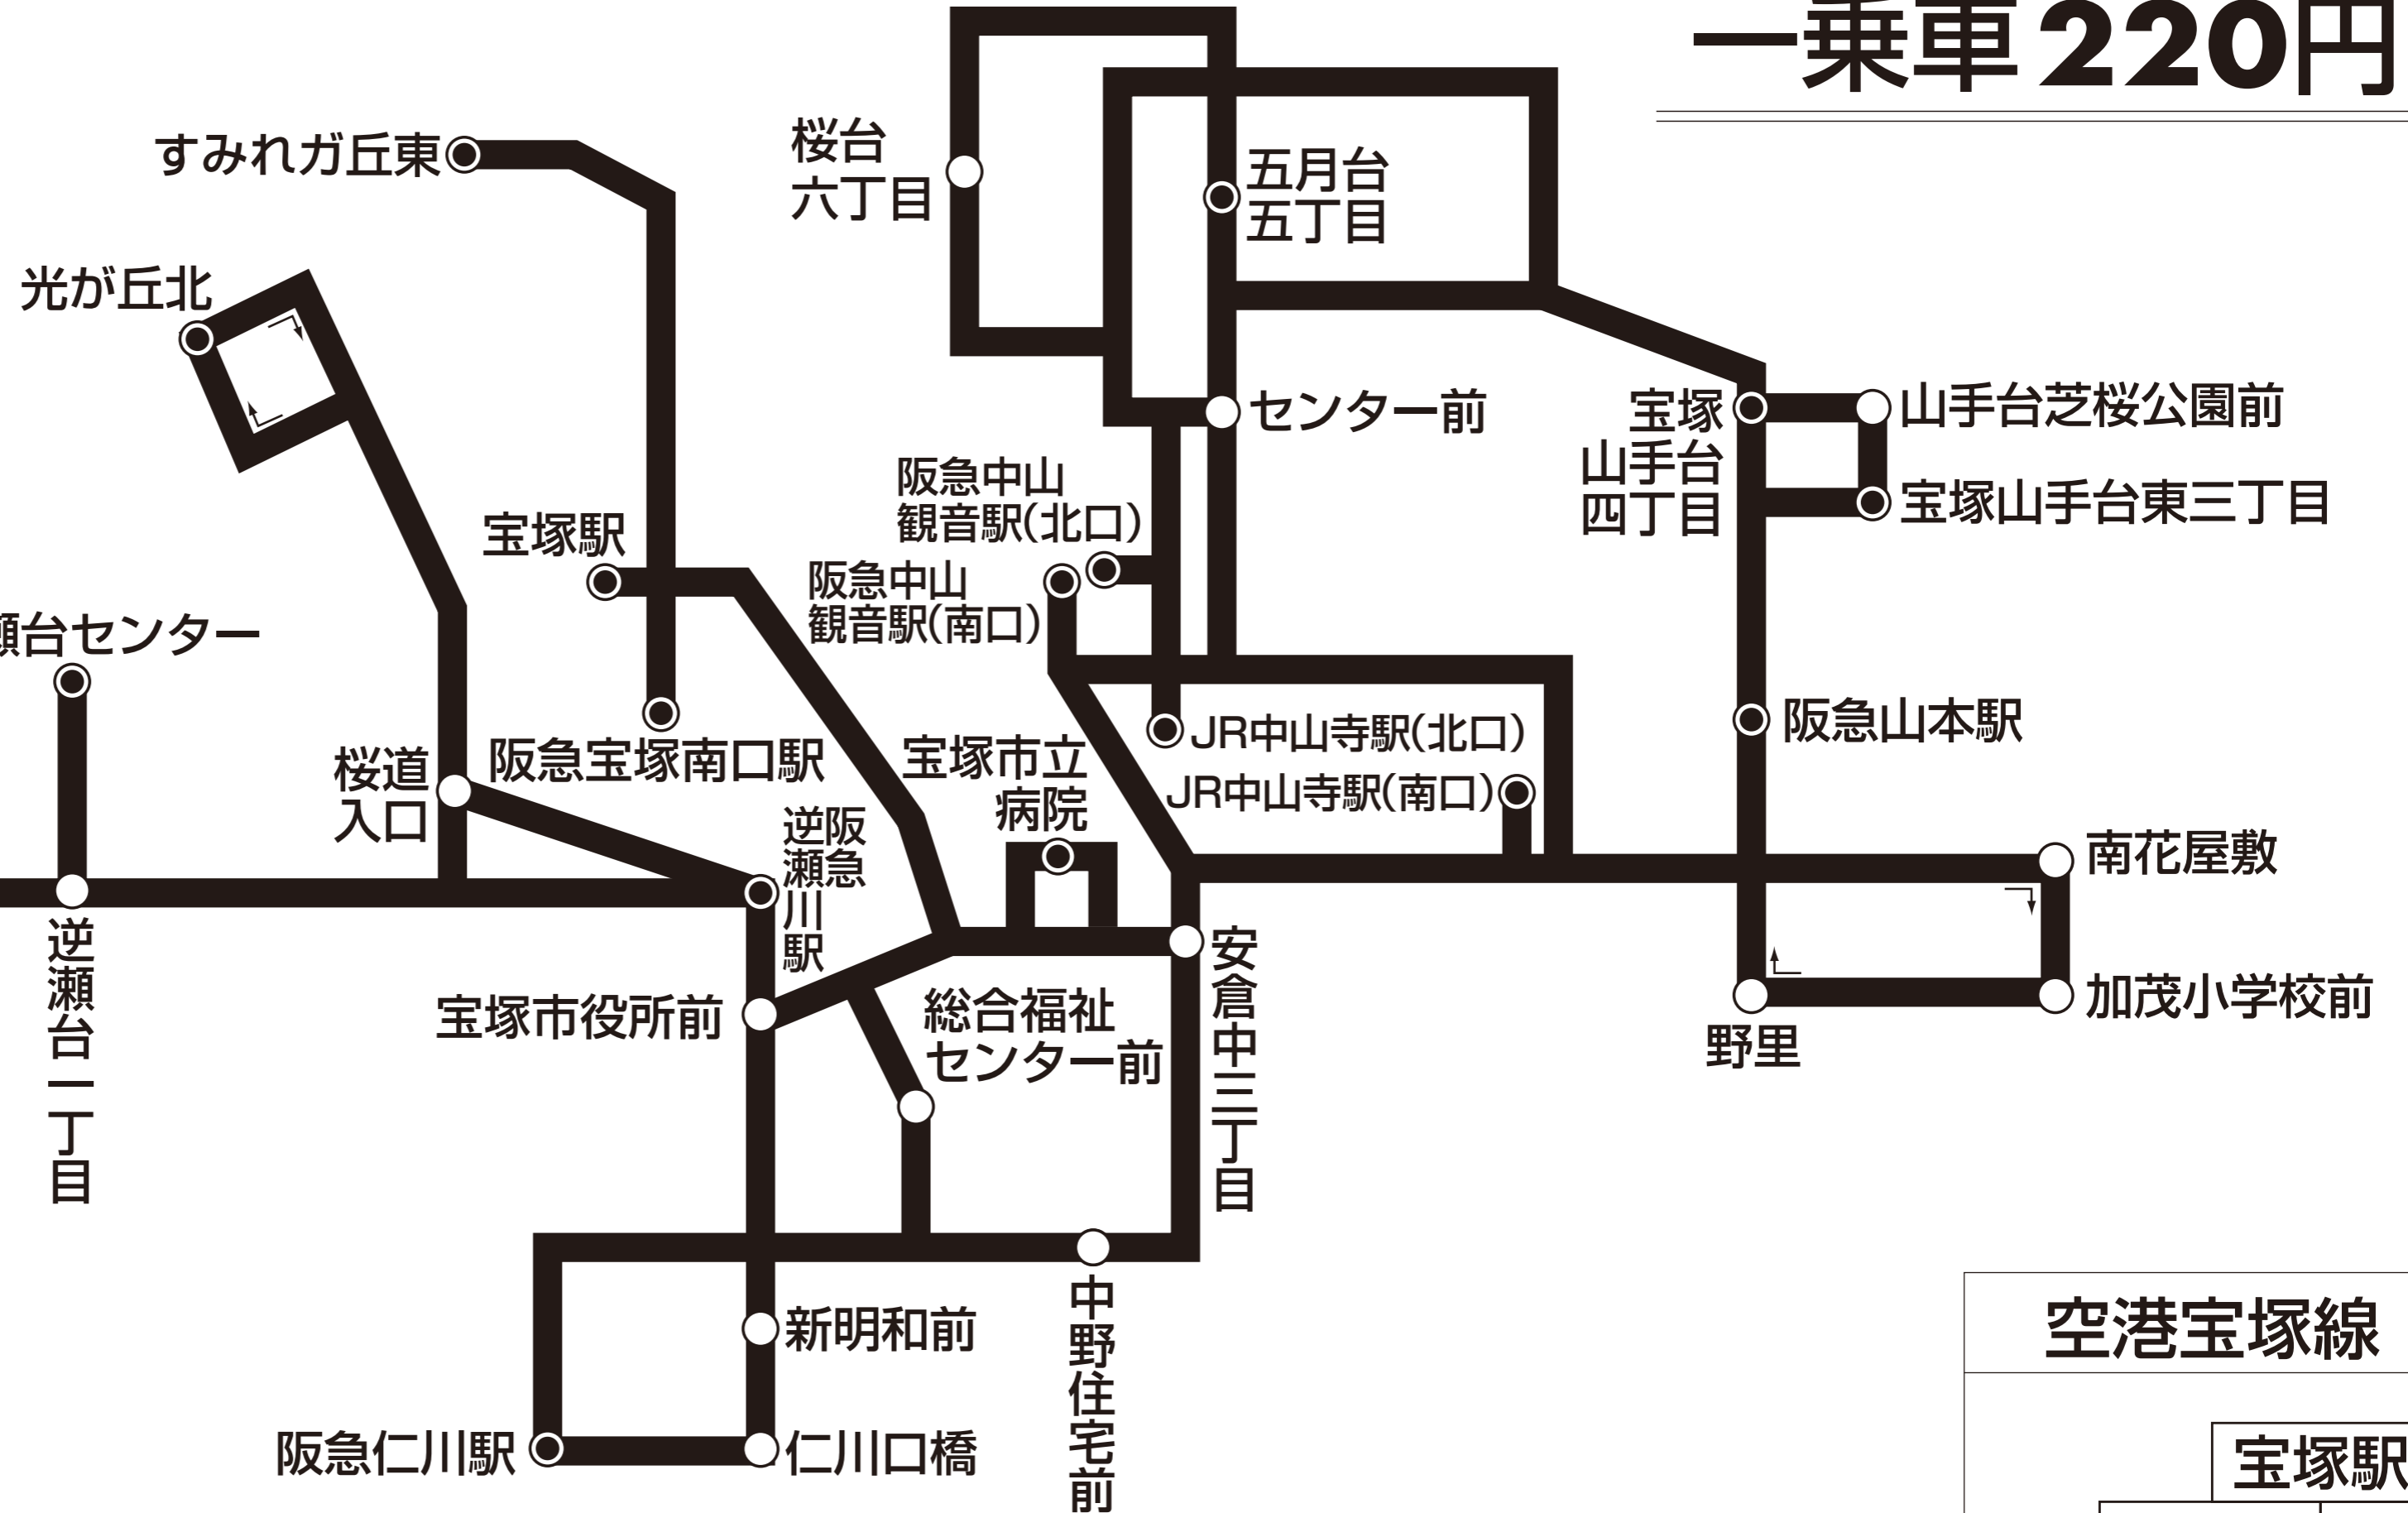 一乗車220円
すみれガ丘東
桜台
六丁目
五月台
五丁目
光が丘北
センター前
宝塚
山手台
四丁目
山手台芝桜公園前
宝塚山手台東三丁目
阪急中山
観音駅(北口)
宝塚駅
阪急中山
観音駅(南口)
瀬台センター
阪急山本駅
JR中山寺駅(北口)
JR中山寺駅(南口)
阪急宝塚南口駅
宝塚市立
病院
桜道
入口
阪急
逆瀬川駅
南花屋敷
逆瀬台一丁目
安倉中三丁目
加茂小学校前
宝塚市役所前
総合福祉
センター前
野里
中野住宅前
新明和前
空港宝塚線
阪急仁川駅
仁川口橋
宝塚駅